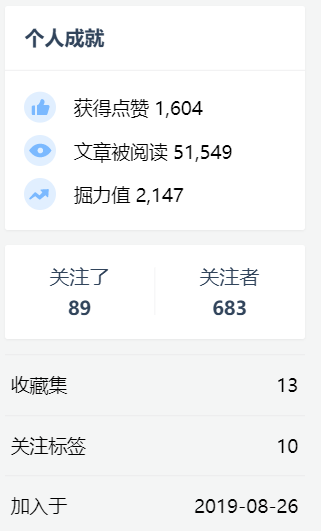 个人成就
获得点赞 1,604
文章被阅读 51,549
掘力值 2,147
关注了 关注者
89 683
收藏集 13
关注标签 10
加入于 2019-08-26